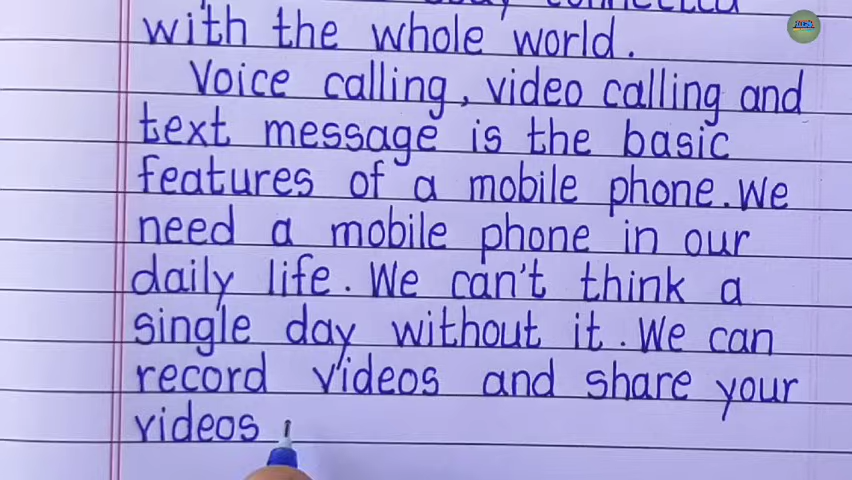 connected
with the whole world.
Voice calling, video calling and
text message is the basic
features of a mobile phone. We
need a mobile phone in our
daily life. We can't think a
single day without it. We can
record videos and share your
videos